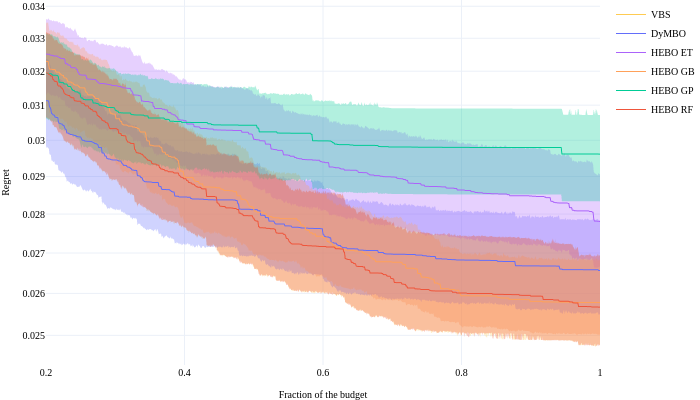 0.034
0.033
0.032
0.031
0.03
0.029
0.028
0.027
0.026
0.025
Regret
0.2
0.4
0.6
0.8
1
Fraction of the budget
VBS
DyMBO
HEBO ET
HEBO GB
HEBO GP
HEBO RF